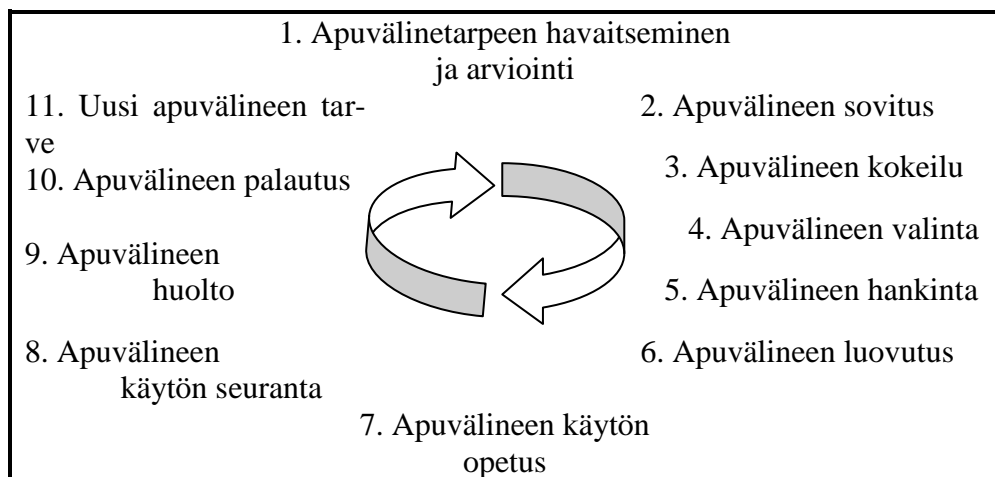 1. Apuvälinetarpeen havaitseminen
ja arviointi
2. Apuvälineen sovitus
3. Apuvälineen kokeilu
4. Apuvälineen valinta
5. Apuvälineen hankinta
6. Apuvälineen luovutus
7. Apuvälineen käytön
opetus
8. Apuvälineen
käytön seuranta
9. Apuvälineen
huolto
10. Apuvälineen palautus
11. Uusi apuvälineen tar-
ve